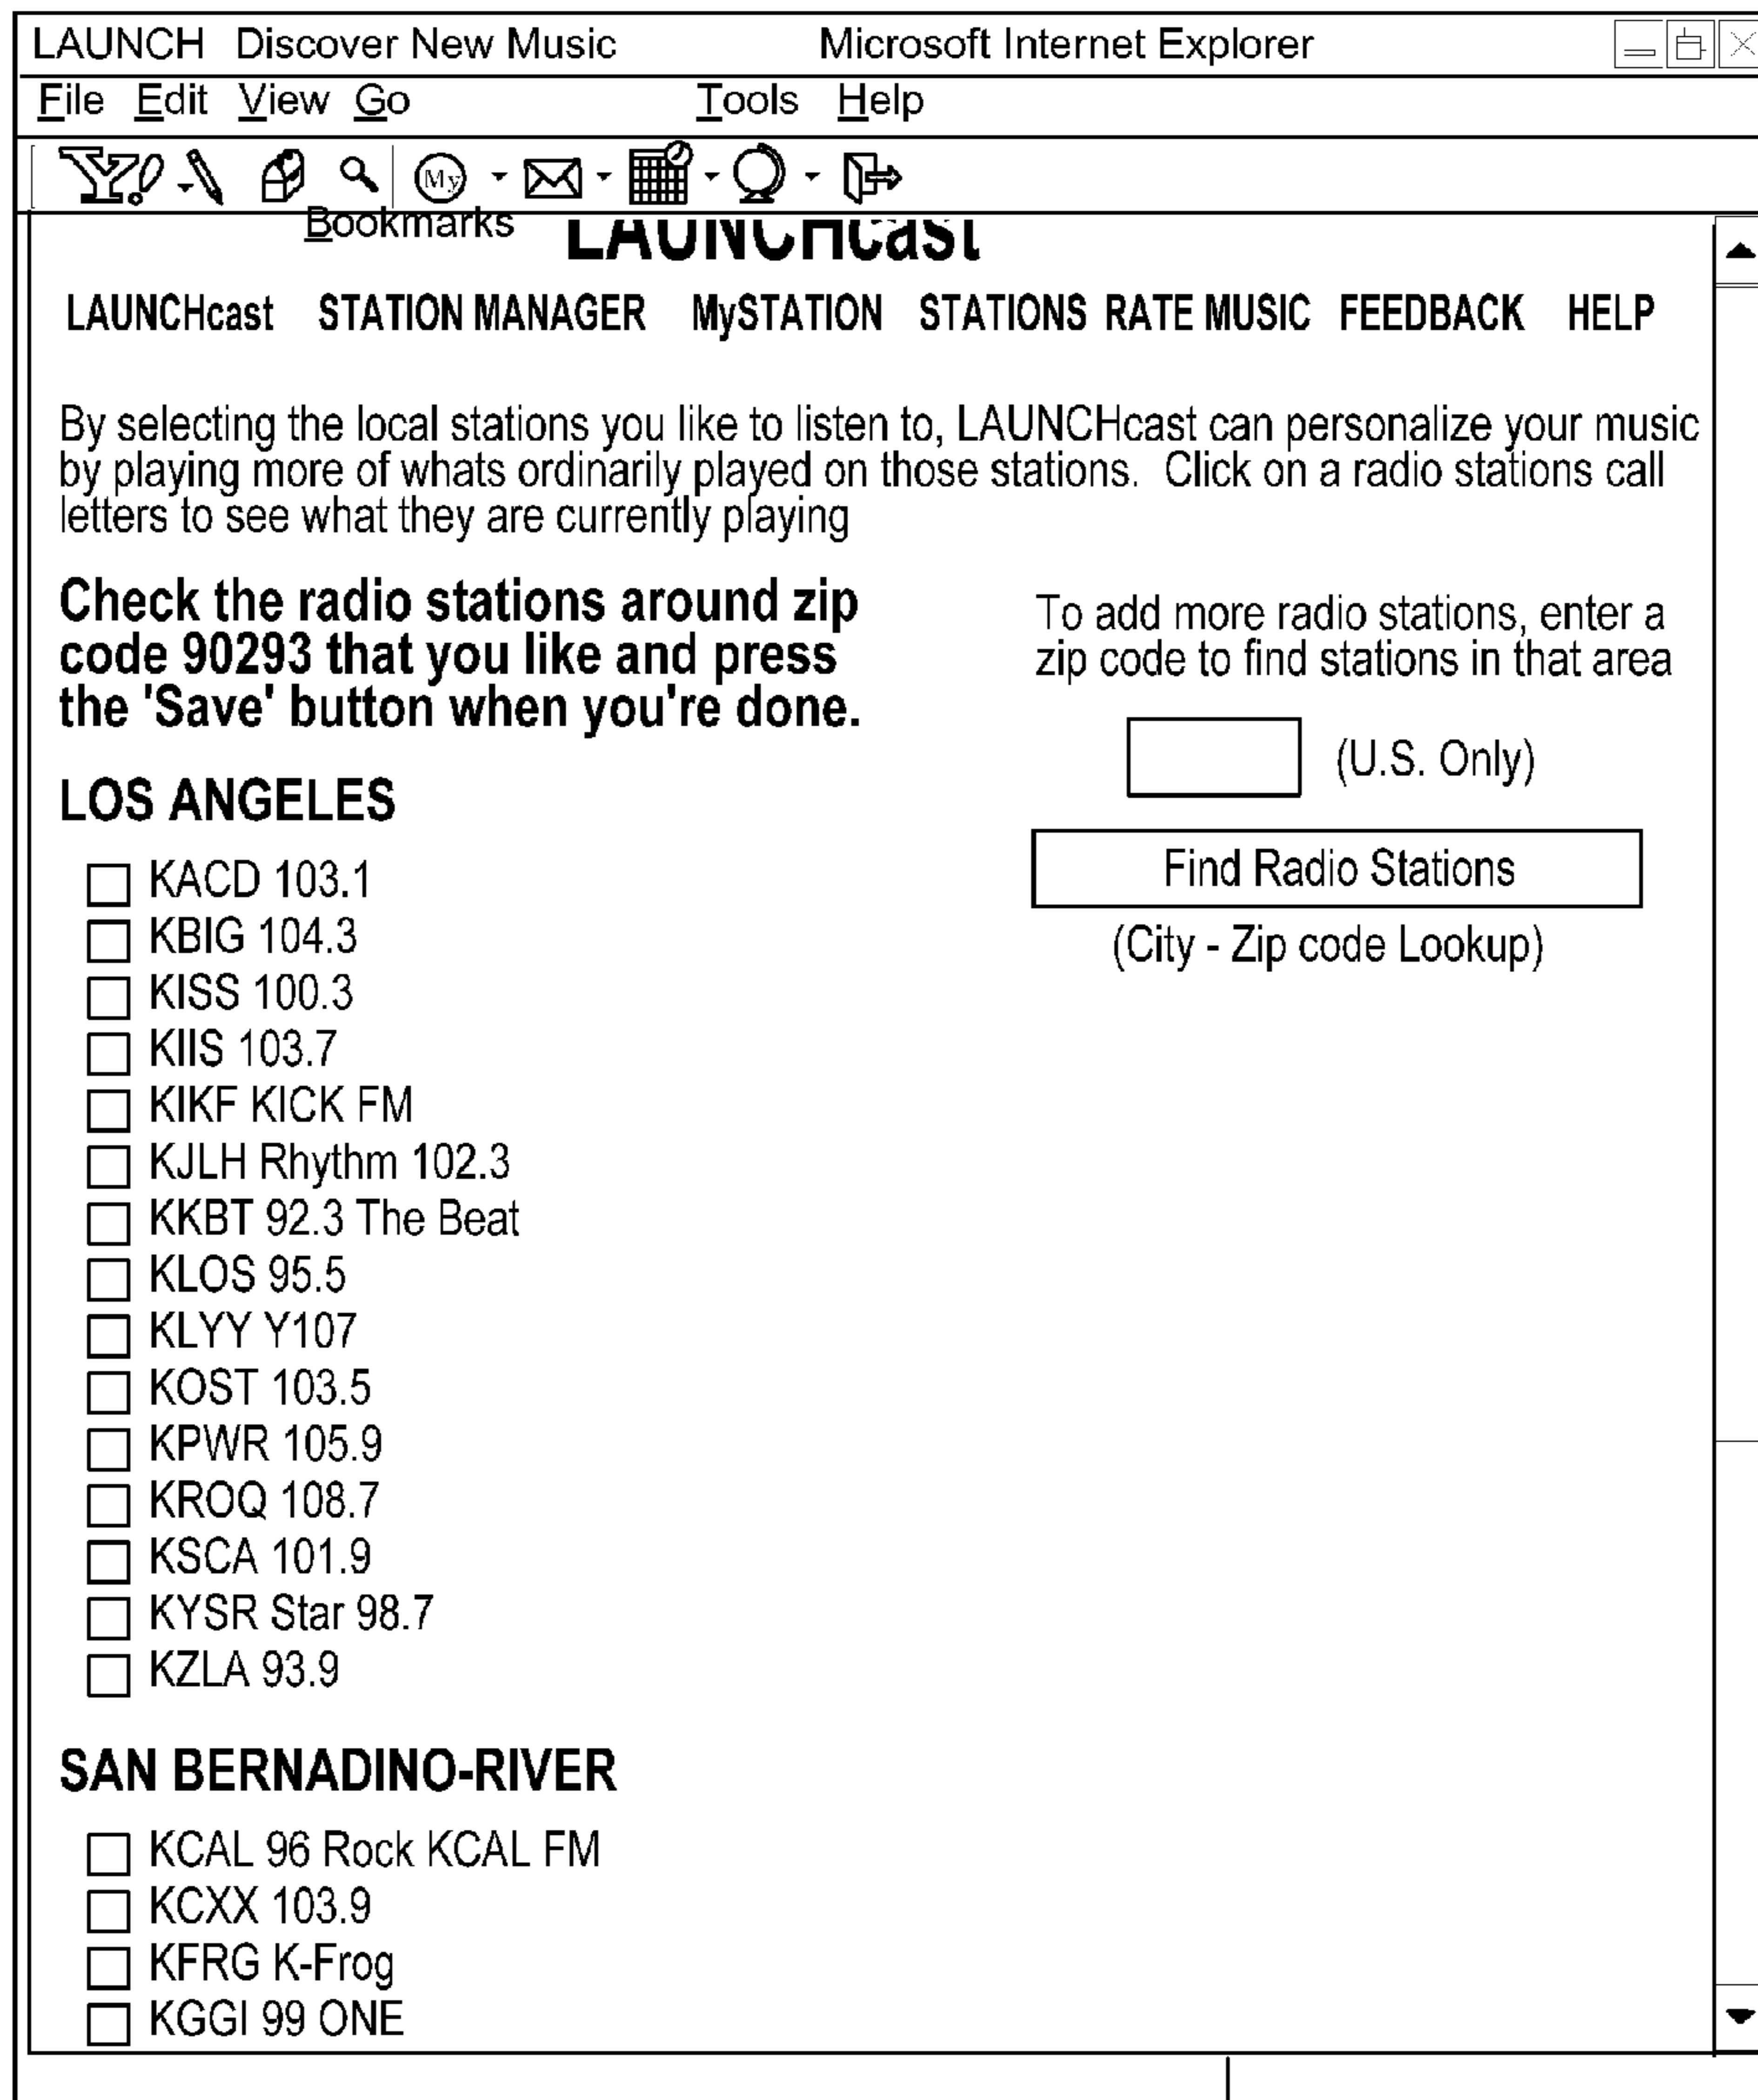 LAUNCH Discover New Music Microsoft Internet Explorer
File Edit View Go Tools Help
Y! My
Bookmarks LAUNCHcast
LAUNCHcast STATION MANAGER MySTATION STATIONS RATE MUSIC FEEDBACK HELP
By selecting the local stations you like to listen to, LAUNCHcast can personalize your music
by playing more of whats ordinarily played on those stations. Click on a radio stations call
letters to see what they are currently playing
Check the radio stations around zip
code 90293 that you like and press
the 'Save' button when you're done.
To add more radio stations, enter a
zip code to find stations in that area
(U.S. Only)
Find Radio Stations
(City - Zip code Lookup)
LOS ANGELES
KACD 103.1
KBIG 104.3
KISS 100.3
KIIS 103.7
KIKF KICK FM
KJLH Rhythm 102.3
KKBT 92.3 The Beat
KLOS 95.5
KLYY Y107
KOST 103.5
KPWR 105.9
KROQ 108.7
KSCA 101.9
KYSR Star 98.7
KZLA 93.9
SAN BERNADINO-RIVER
KCAL 96 Rock KCAL FM
KCXX 103.9
KFRG K-Frog
KGGI 99 ONE